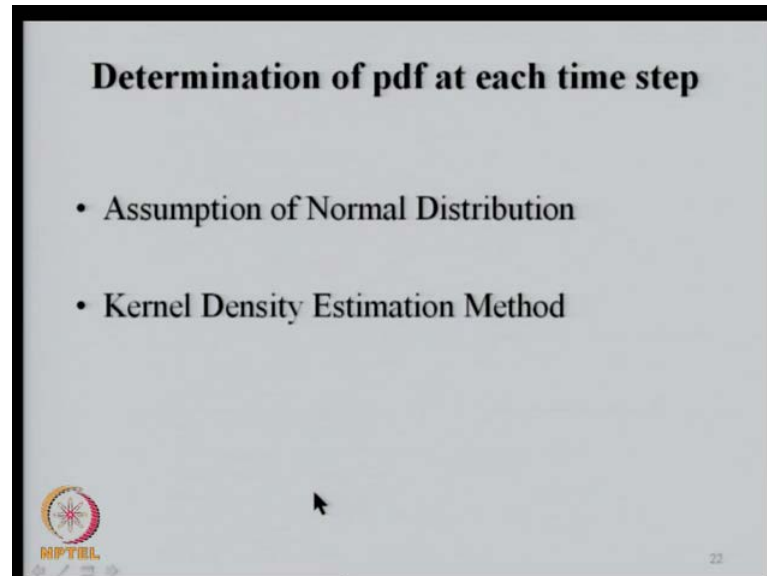 Determination of pdf at each time step
• Assumption of Normal Distribution
• Kernel Density Estimation Method
NPTEL
22